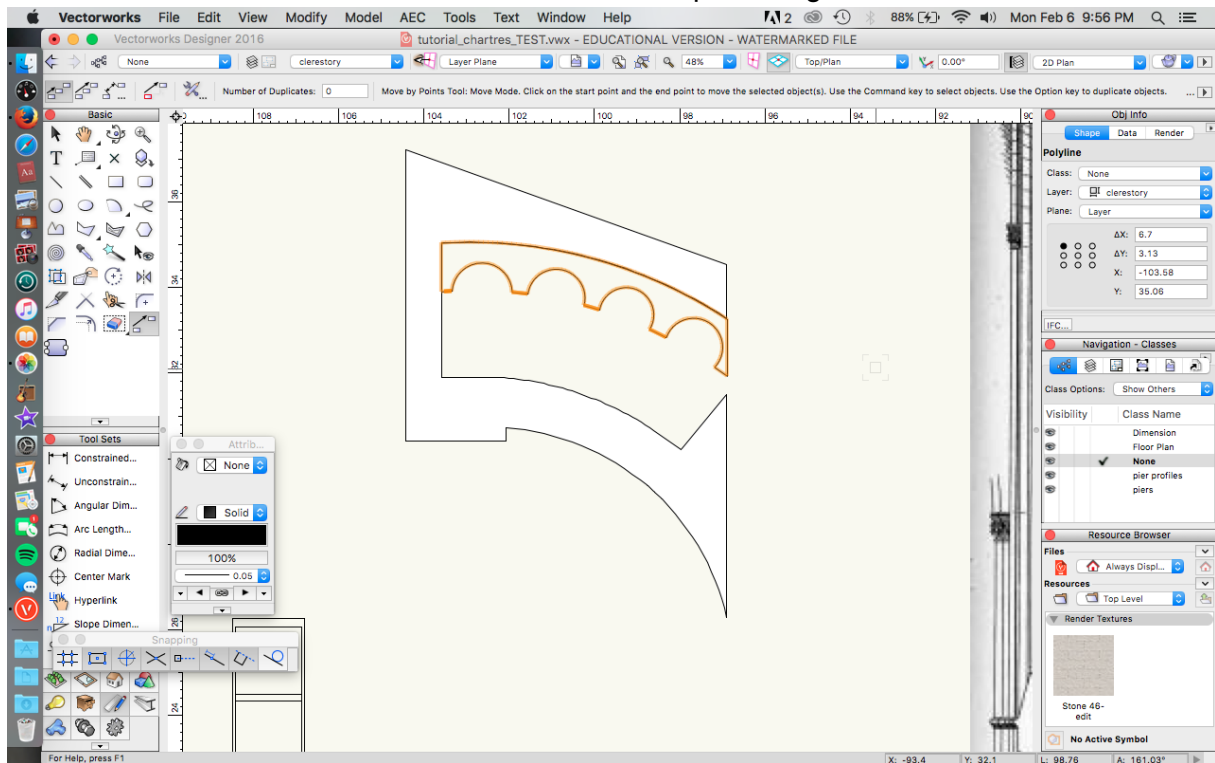 Vectorworks File Edit View Modify Model AEC Tools Text Window Help 2 88% Mon Feb 6 9:56 PM
Vectorworks Designer 2016 tutorial_chartres_TEST.vwx - EDUCATIONAL VERSION - WATERMARKED FILE
None clerestory Layer Plane 48% Top/Plan 0.00° 2D Plan
Number of Duplicates: 0 Move by Points Tool: Move Mode. Click on the start point and the end point to move the selected object(s). Use the Command key to select objects. Use the Option key to duplicate objects. ...
Basic
108 106 104 102 100 98 96 94 92 90
36
34
32
26
24
Tool Sets
Constrained...
Unconstrain...
Angular Dim...
Arc Length...
Radial Dime...
Center Mark
Link Hyperlink
12 Slope Dimen...
Attrib...
None
Solid
100%
0.05
Snapping
Obj Info
Shape Data Render
Polyline
Class: None
Layer: clerestory
Plane: Layer
ΔX: 6.7
ΔY: 3.13
X: -103.58
Y: 35.06
IFC...
Navigation - Classes
Class Options: Show Others
Visibility Class Name
Dimension
Floor Plan
None
pier profiles
piers
Resource Browser
Files
Always Displ...
Resources
Top Level
Render Textures
Stone 46-
edit
No Active Symbol
For Help, press F1 X: -93.4 Y: 32.1 L: 98.76 A: 161.03°